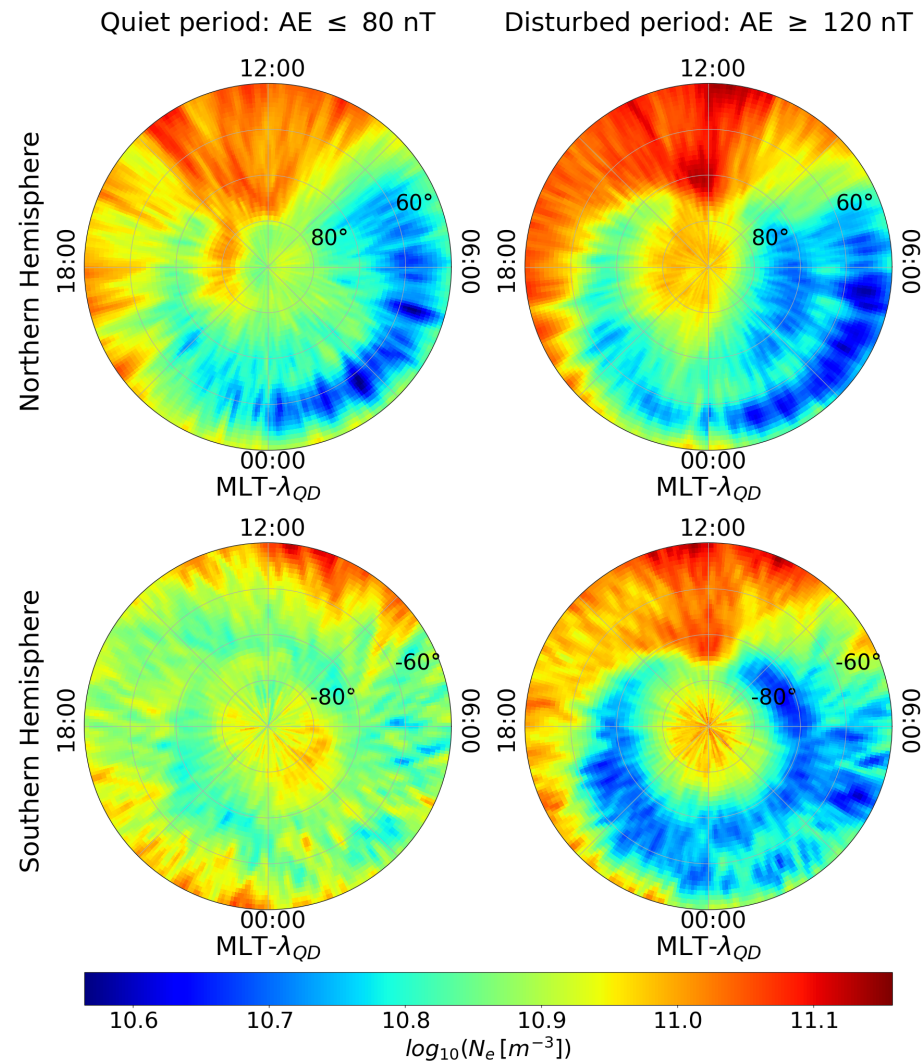 Quiet period: AE ≤ 80 nT
Disturbed period: AE ≥ 120 nT
Northern Hemisphere
12:00
18:00
60°
80°
06:00
00:00
MLT-λQD
12:00
18:00
60°
80°
06:00
00:00
MLT-λQD
Southern Hemisphere
12:00
18:00
-60°
-80°
06:00
00:00
MLT-λQD
12:00
18:00
-60°
-80°
06:00
00:00
MLT-λQD
10.6 10.7 10.8 10.9 11.0 11.1
log10(Ne [m−3])